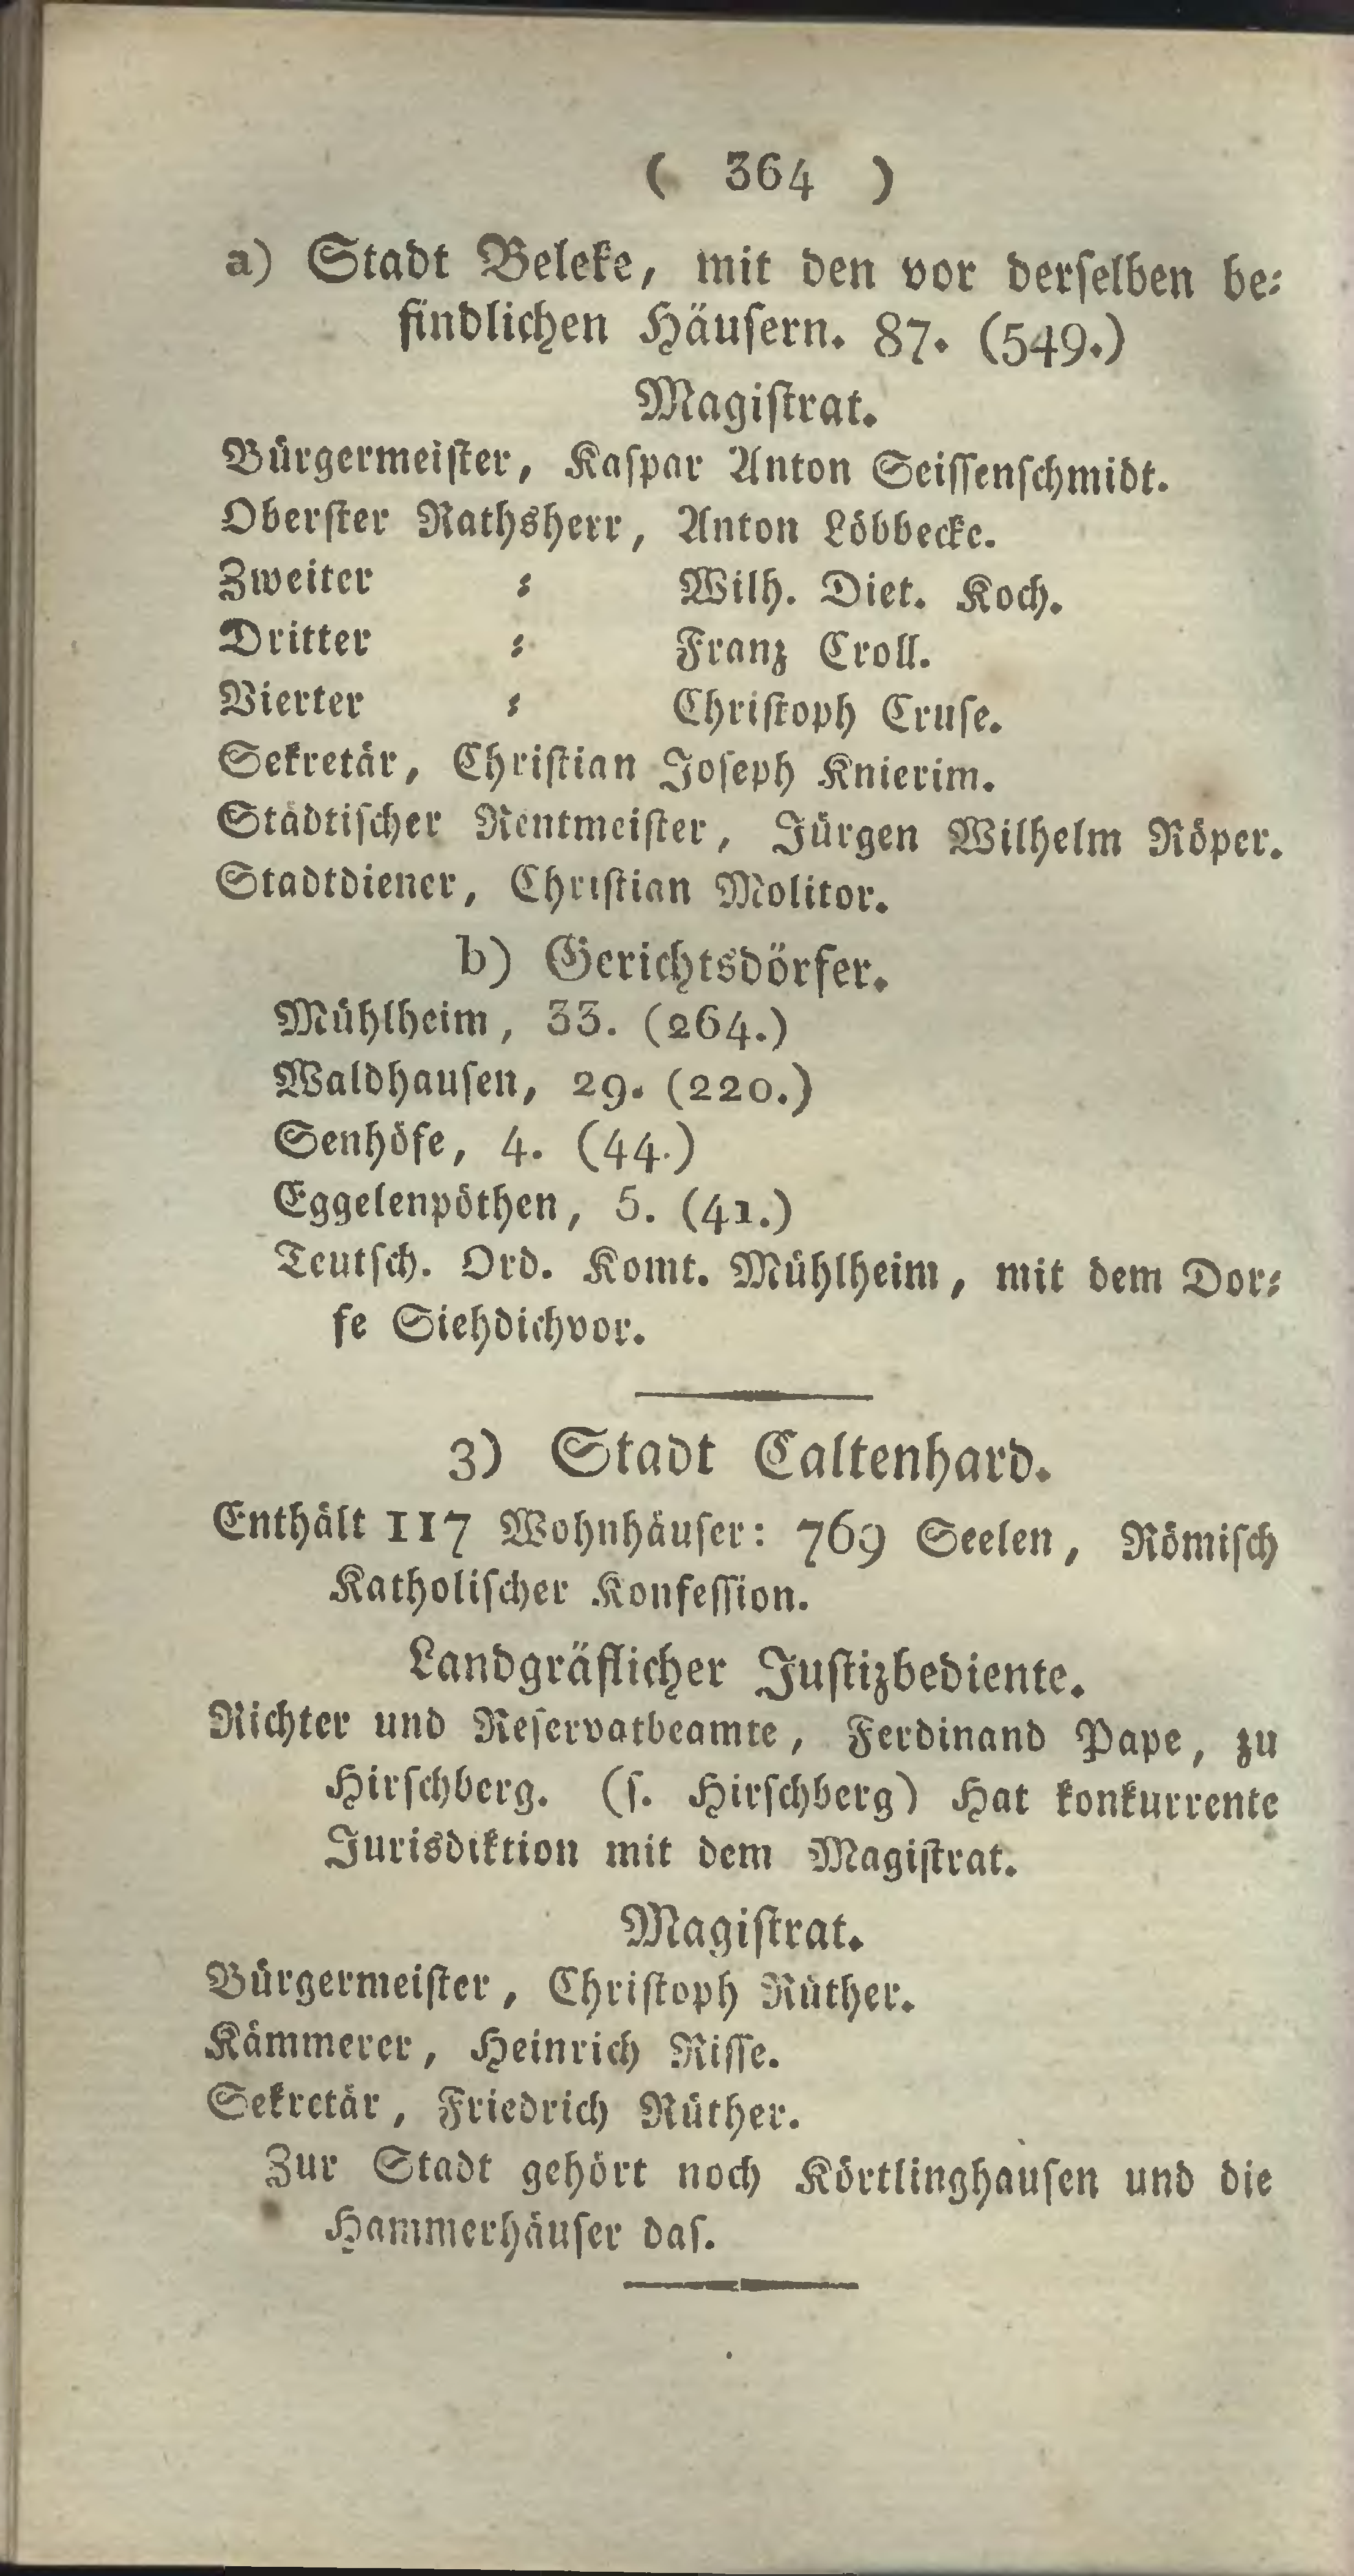 ( 364 )
a) Stadt Beleke, mit den vor derselben be⸗
findlichen Häusern. 87. (549.)
Magistrat.
Bürgermeister, Kaspar Anton Seissenschmidt.
Oberster Rathsherr, Anton Löbbecke.
Zweiter ⸗ Wilh. Diet. Koch.
Dritter ⸗ Franz Croll.
Vierter ⸗ Christoph Cruse.
Sekretär, Christian Joseph Knierim.
Städtischer Rentmeister, Jürgen Wilhelm Röper.
Stadtdiener, Christian Molitor.
b) Gerichtsdörfer.
Mühlheim, 33. (264.)
Waldhausen, 29. (220.)
Senhöfe, 4. (44.)
Eggelenpöthen, 5. (41.)
Teutsch. Ord. Komt. Mühlheim, mit dem Dor⸗
fe Siehdichvor.
3) Stadt Caltenhard.
Enthält 117 Wohnhäuser: 769 Seelen, Römisch
Katholischer Konfession.
Landgräflicher Justizbediente.
Richter und Reservatbeamte, Ferdinand Pape, zu
Hirschberg. (s. Hirschberg) Hat konkurrente
Jurisdiktion mit dem Magistrat.
Magistrat.
Bürgermeister, Christoph Rüther.
Kämmerer, Heinrich Risse.
Sekretär, Friedrich Rüther.
Zur Stadt gehört noch Körtlinghausen und die
Hammerhäuser das.